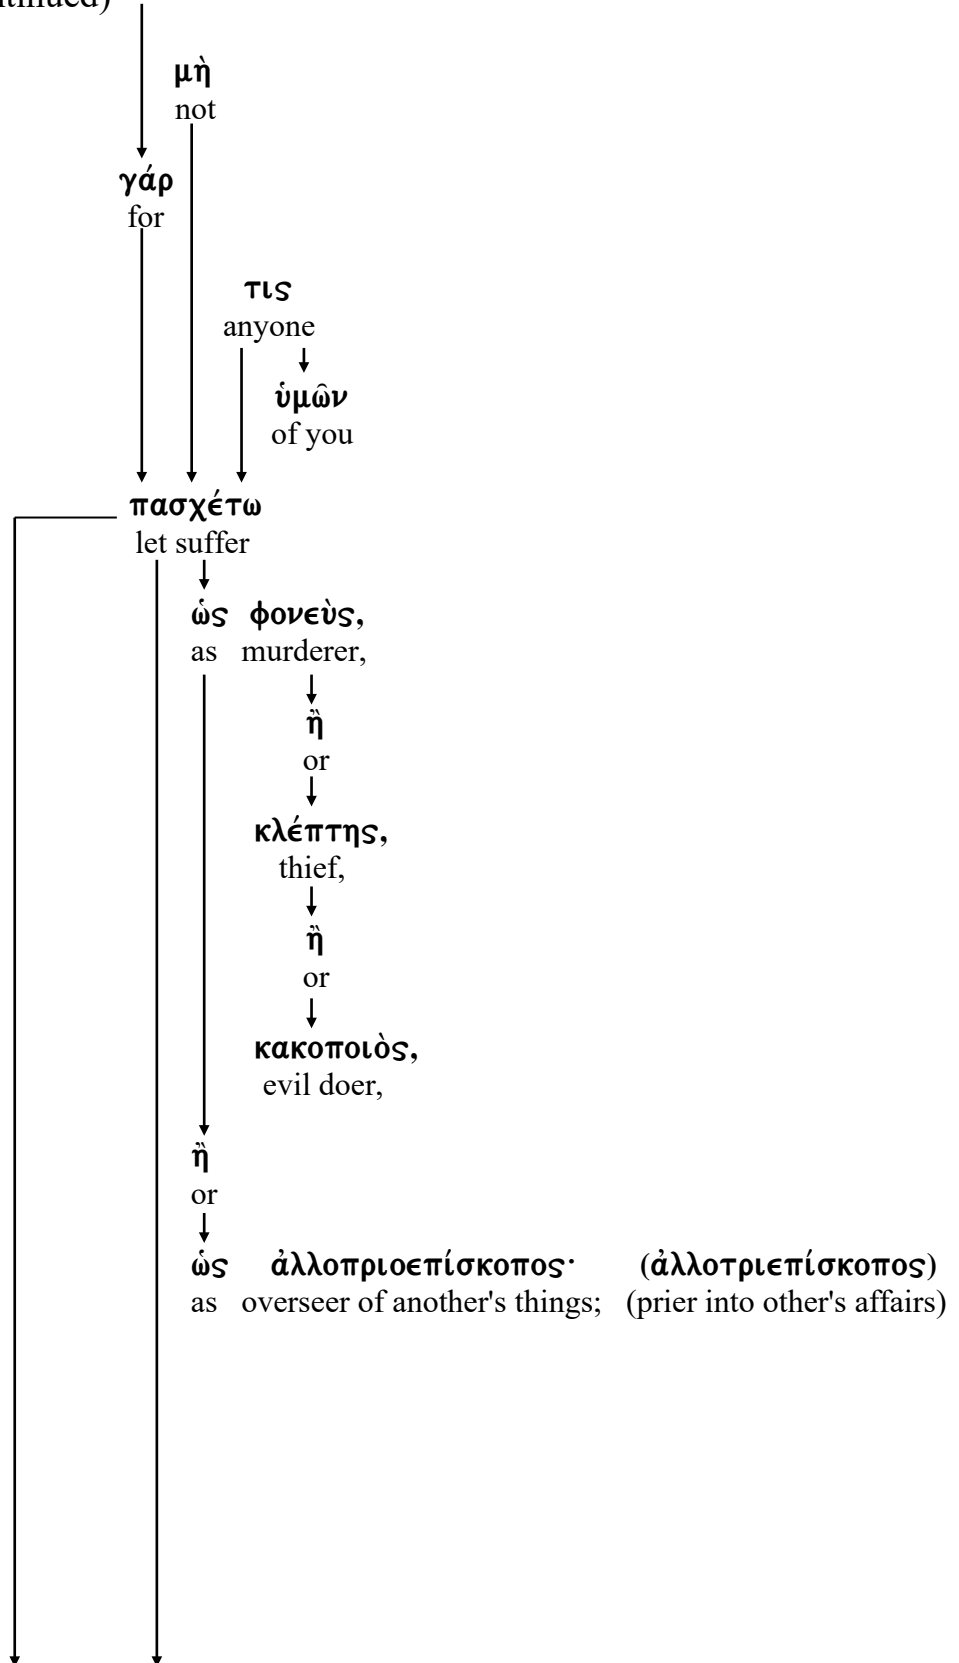 μὴ
not
γάρ
for
τις
anyone
ὑμῶν
of you
πασχέτω
let suffer
ὡς φονεὺς,
as murderer,
ἢ
or
κλέπτης,
thief,
ἢ
or
κακοποιὸς,
evil doer,
ἢ
or
ὡς ἀλλοπριοεπίσκοπος· (ἀλλοτριεπίσκοπος)
as overseer of another's things; (prier into other's affairs)